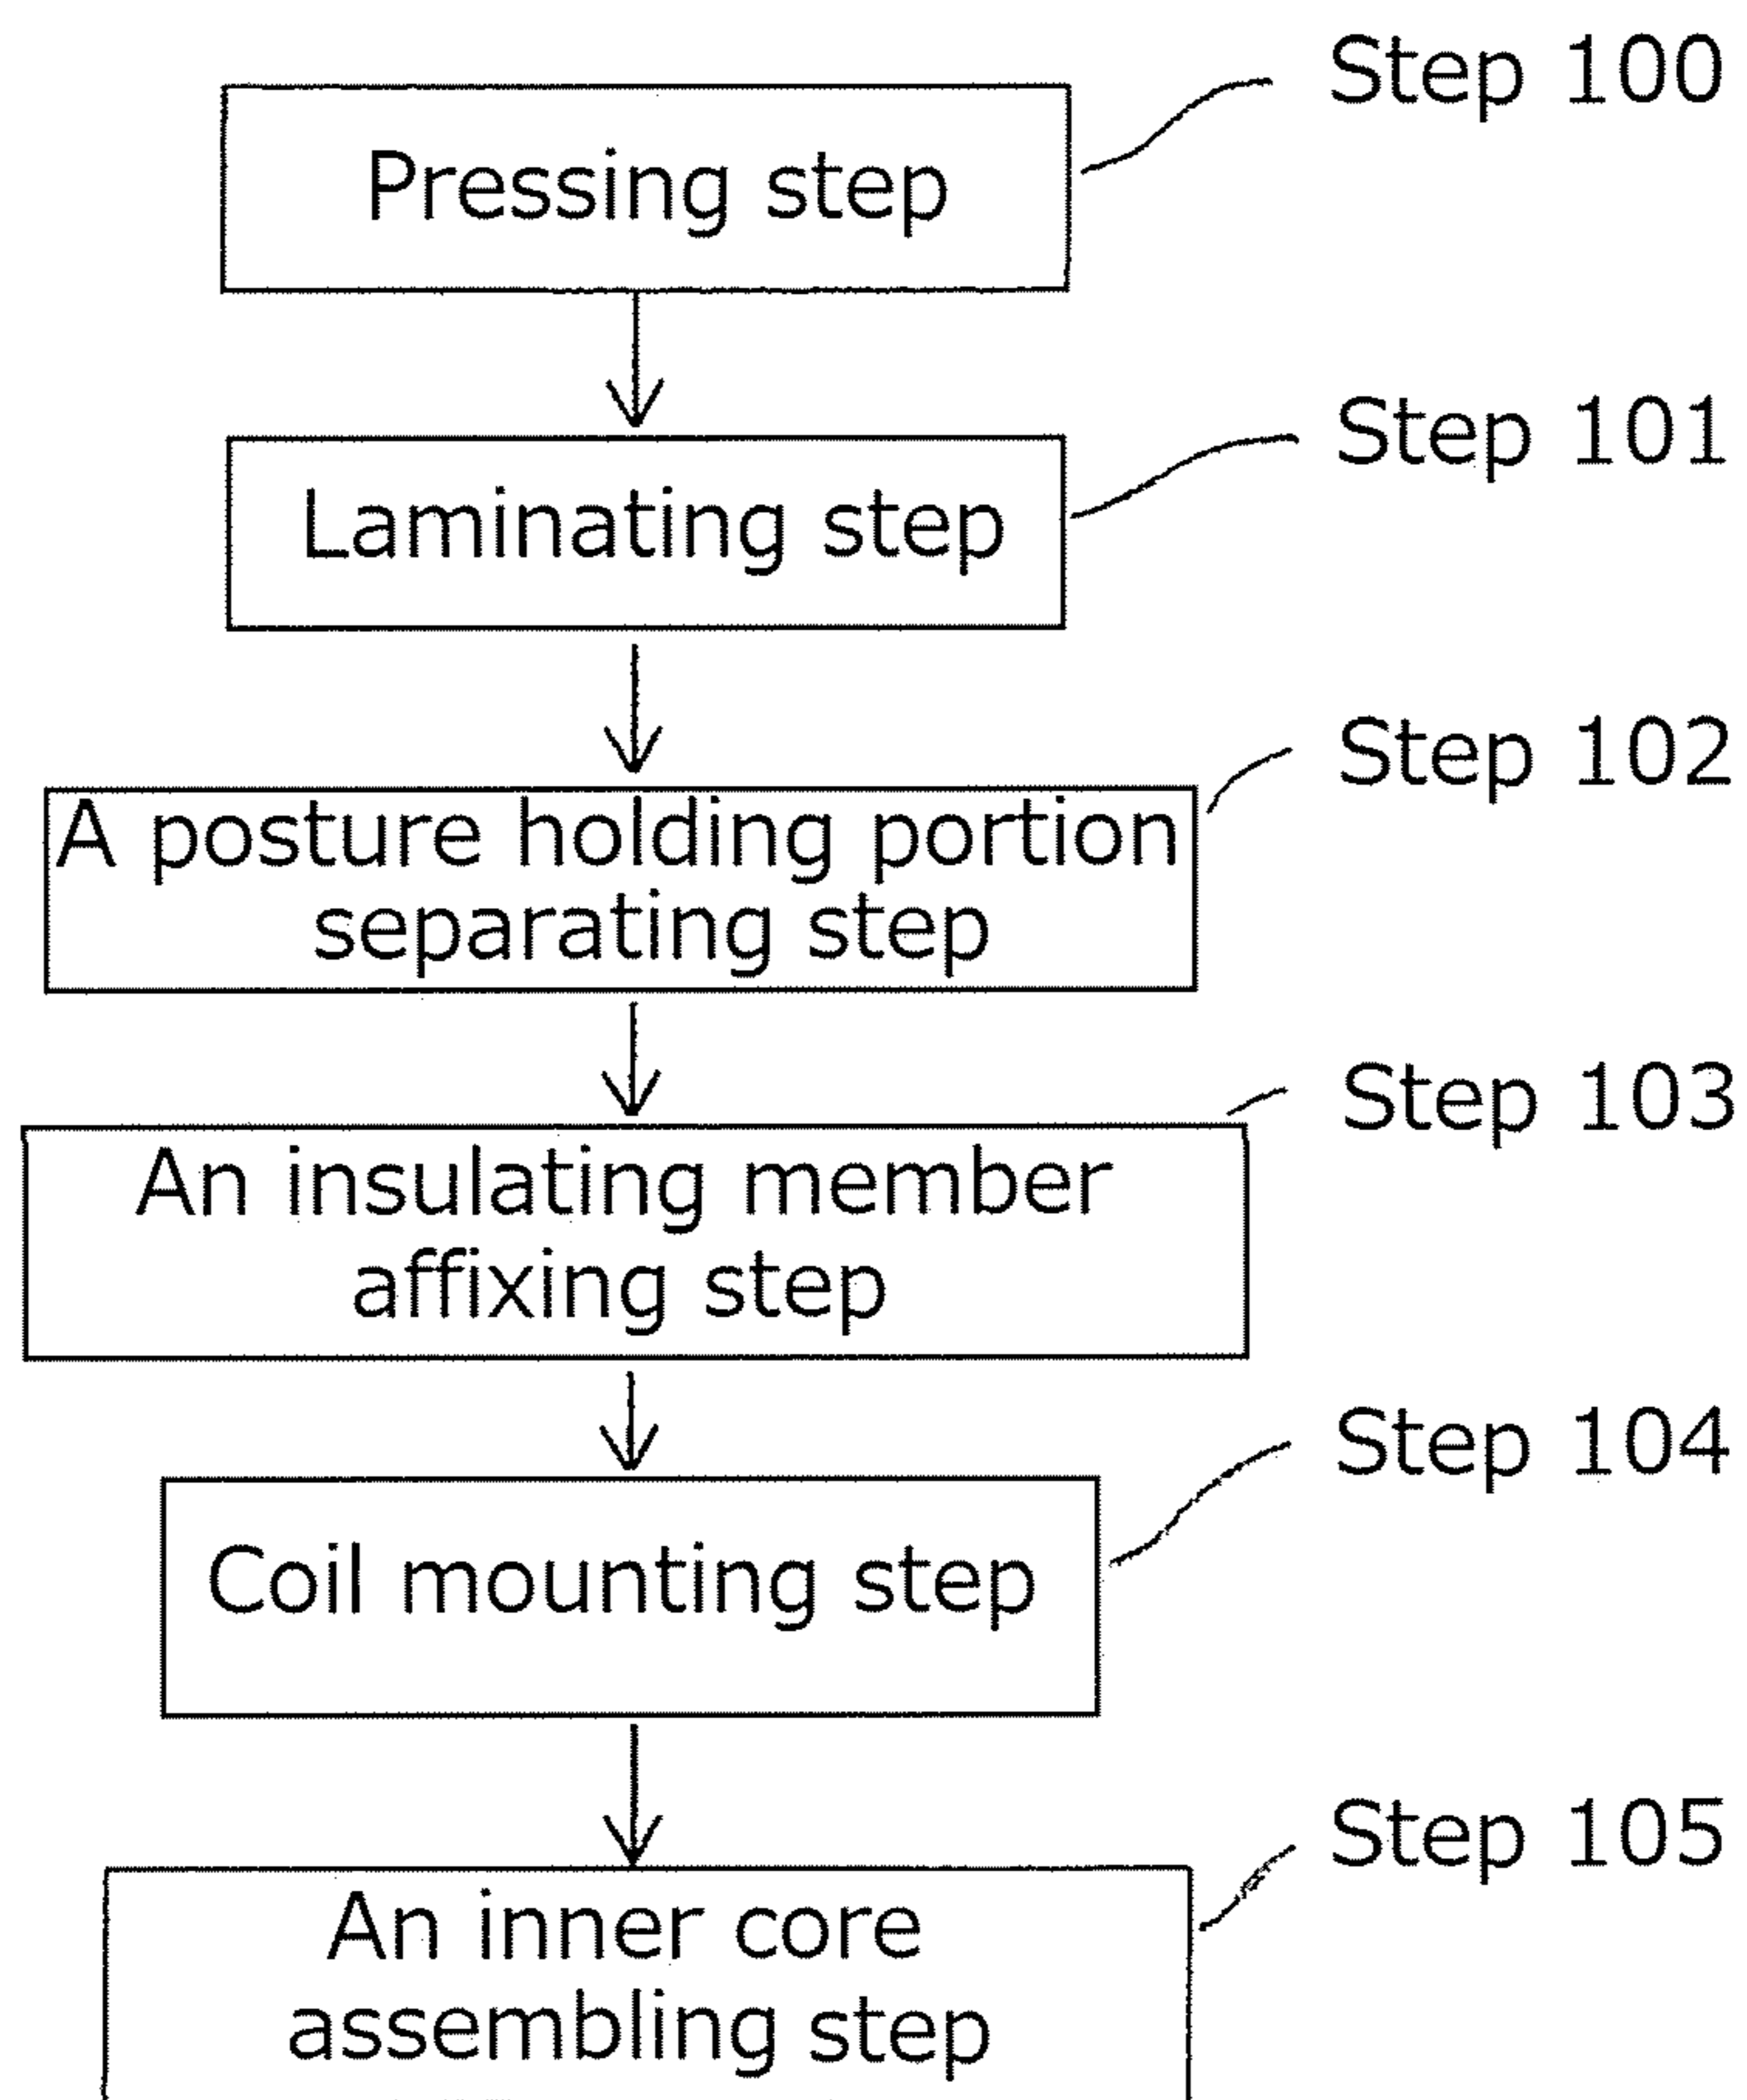 Step 100
Pressing step
Step 101
Laminating step
Step 102
A posture holding portion
separating step
Step 103
An insulating member
affixing step
Step 104
Coil mounting step
Step 105
An inner core
assembling step